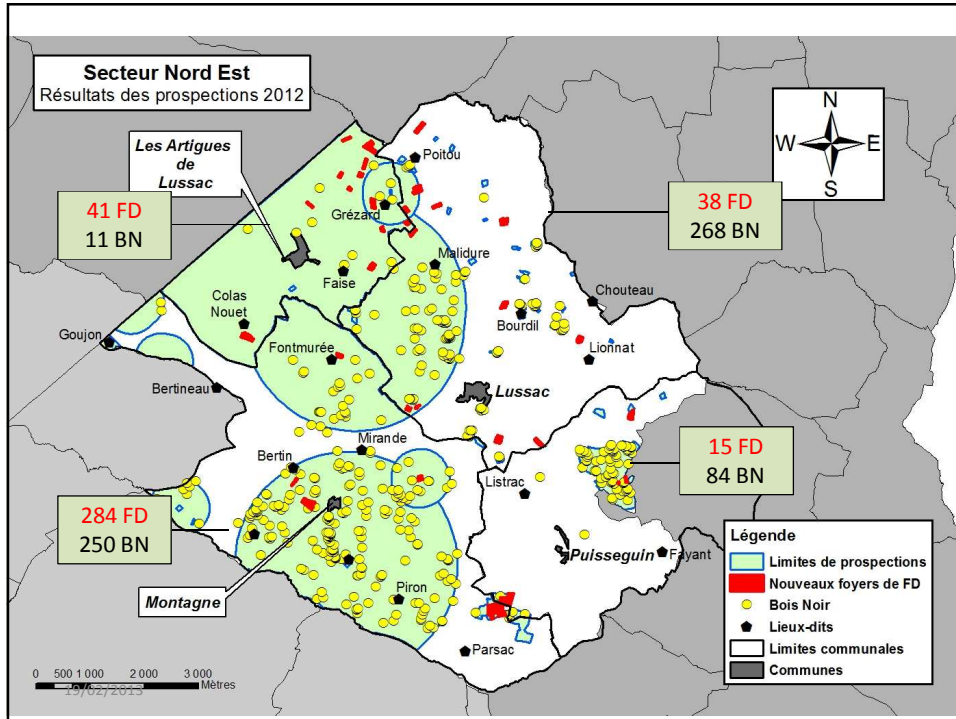 Secteur Nord Est
Résultats des prospections 2012
Les Artigues
de
Lussac
41 FD
11 BN
38 FD
268 BN
N
W E
S
Poitou
Grézard
Malidure
Faise
Colas
Nouet
Chouteau
Bourdil
Goujon
Fontmurée
Lionnat
Bertineau
Lussac
Mirande
Bertin
15 FD
84 BN
Listrac
284 FD
250 BN
Puisseguin
Fayant
Montagne
Piron
Parsac
Légende
Limites de prospections
Nouveaux foyers de FD
Bois Noir
Lieux-dits
Limites communales
Communes
0 500 1 000 2 000 3 000
Mètres
19/02/2013